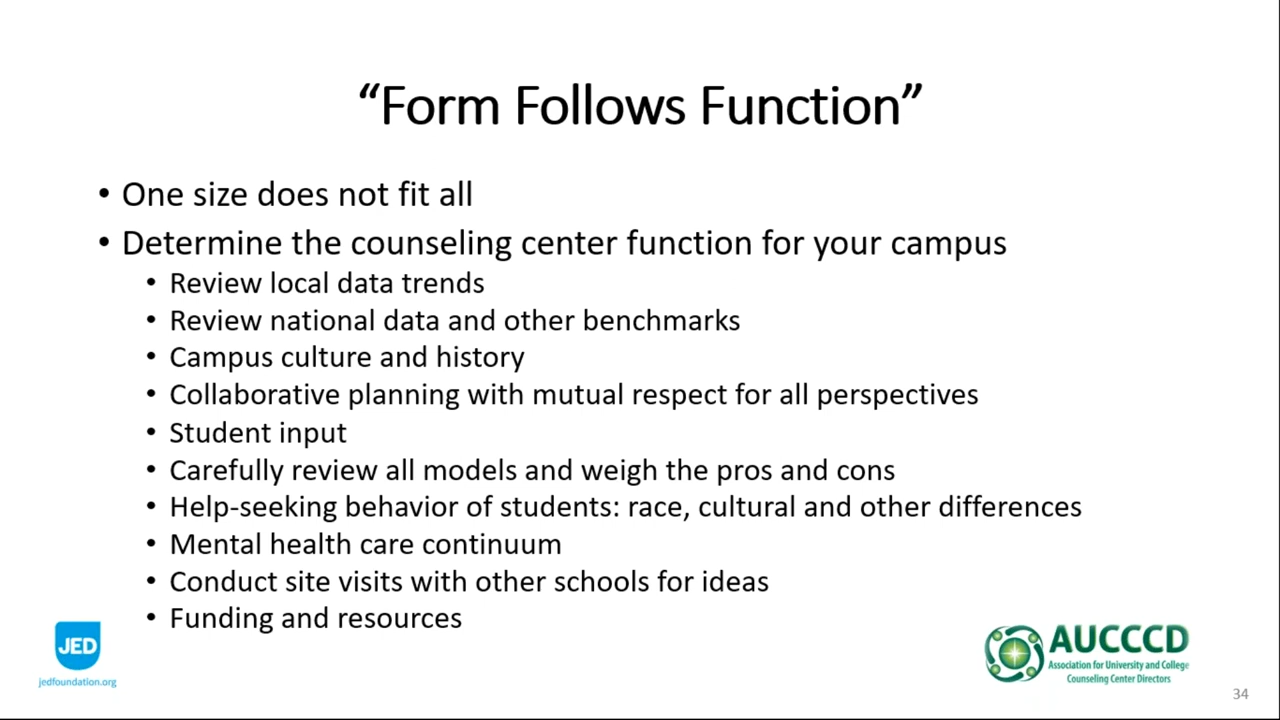 “Form Follows Function”
• One size does not fit all
• Determine the counseling center function for your campus
• Review local data trends
• Review national data and other benchmarks
• Campus culture and history
• Collaborative planning with mutual respect for all perspectives
• Student input
• Carefully review all models and weigh the pros and cons
• Help-seeking behavior of students: race, cultural and other differences
• Mental health care continuum
• Conduct site visits with other schools for ideas
• Funding and resources
JED
jedfoundation.org
AUCCCD
Association for University and College
Counseling Center Directors
34